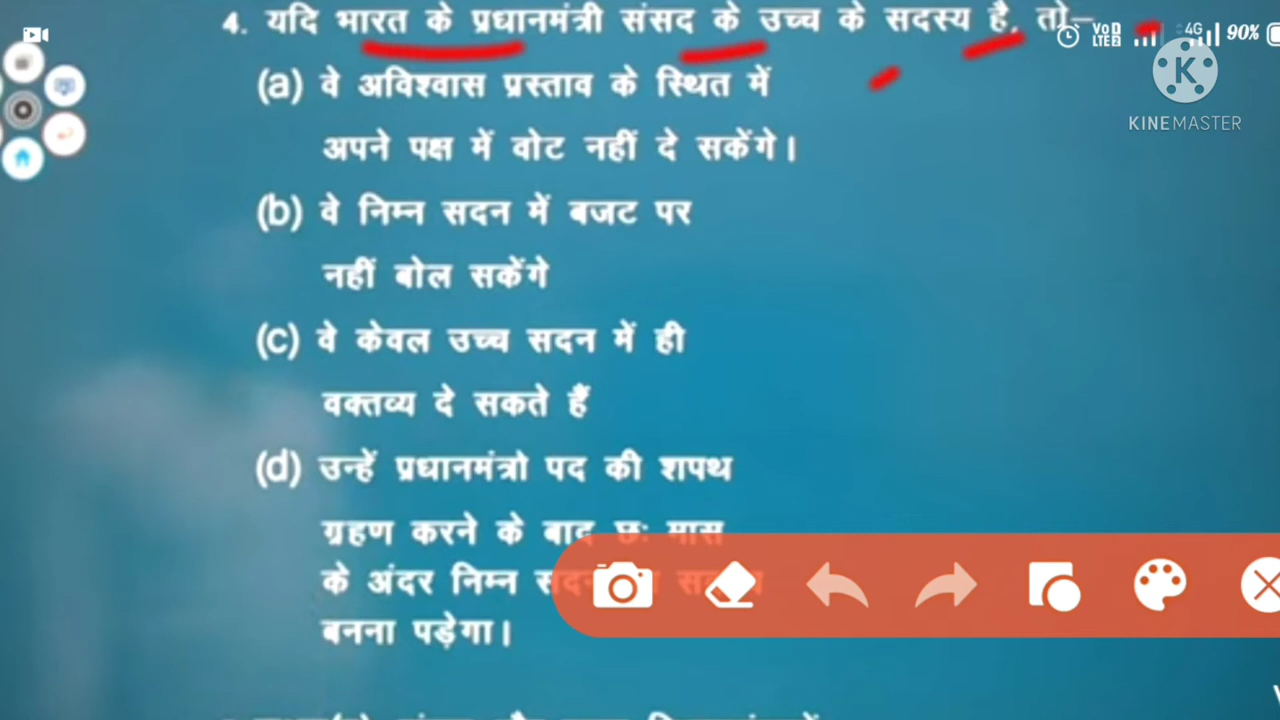 4. यदि भारत के प्रधानमंत्री संसद के उच्च के सदस्य है, तो–
VoD LTE2 4G 90%
KINEMASTER
(a) वे अविश्वास प्रस्ताव के स्थित में
अपने पक्ष में वोट नहीं दे सकेंगे।
(b) वे निम्न सदन में बजट पर
नहीं बोल सकेंगे
(c) वे केवल उच्च सदन में ही
वक्तव्य दे सकते हैं
(d) उन्हें प्रधानमंत्रो पद की शपथ
ग्रहण करने के बाद छः मास
के अंदर निम्न
बनना पड़ेगा।